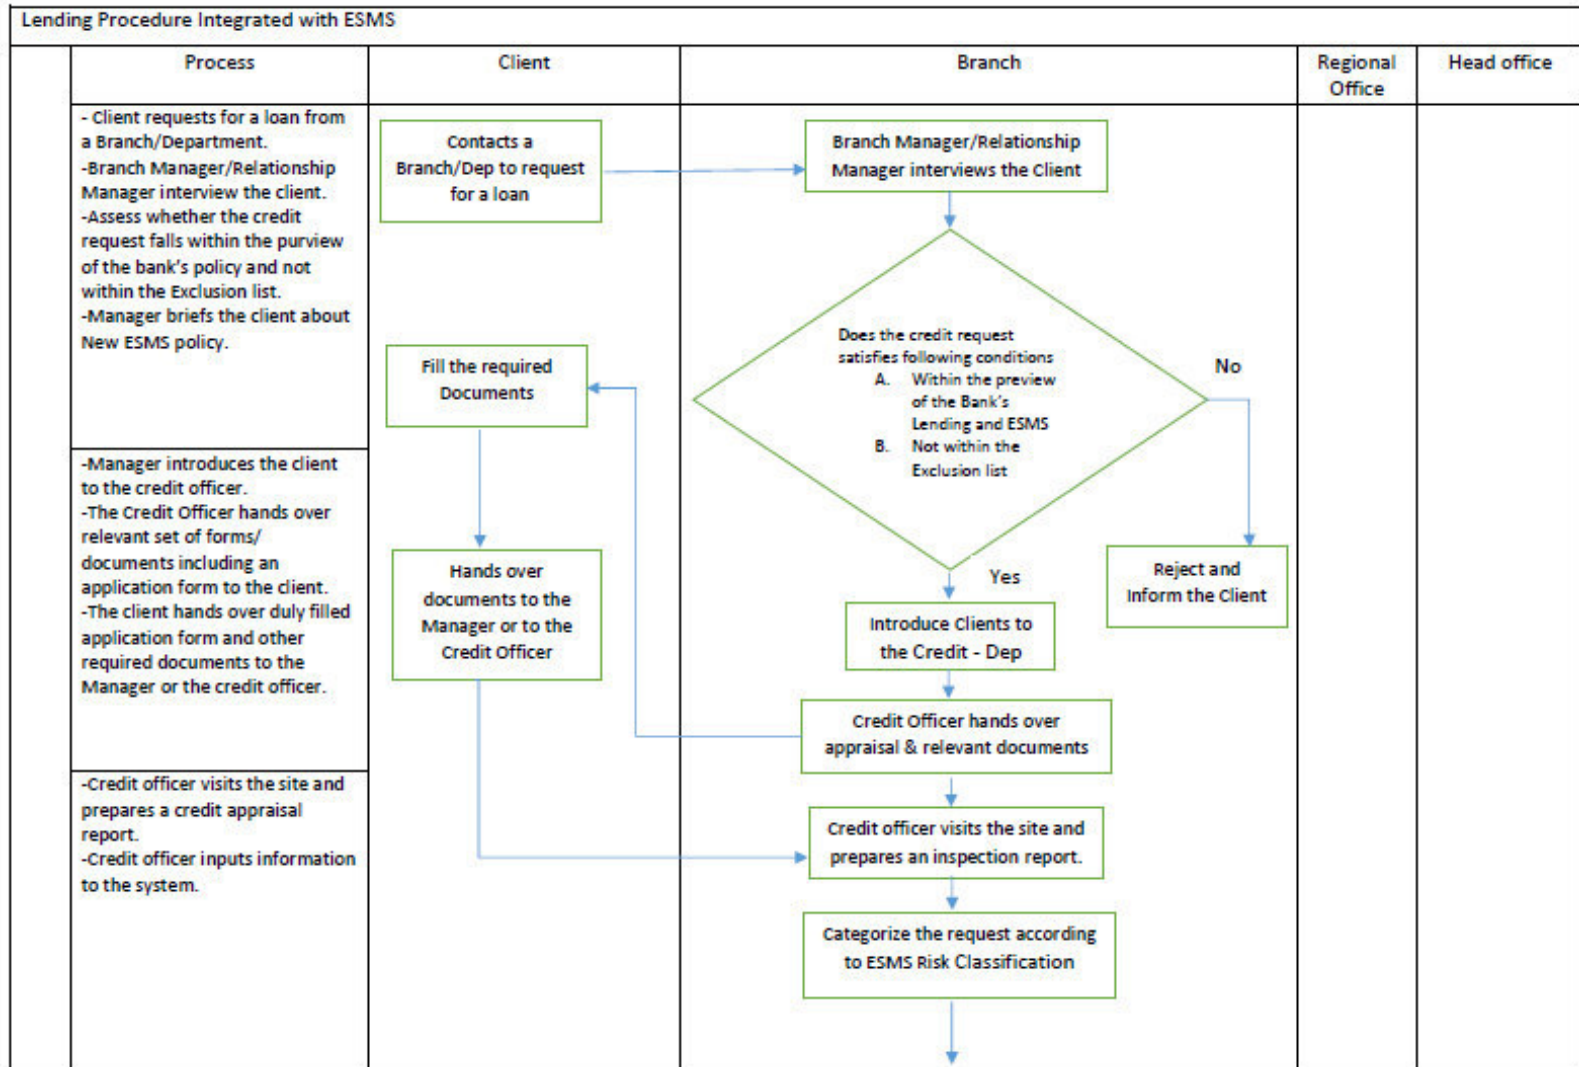 Lending Procedure Integrated with ESMS
Process
Client
Branch
Regional
Office
Head office
- Client requests for a loan from
a Branch/Department.
-Branch Manager/Relationship
Manager interview the client.
-Assess whether the credit
request falls within the purview
of the bank's policy and not
within the Exclusion list.
-Manager briefs the client about
New ESMS policy.
-Manager introduces the client
to the credit officer.
-The Credit Officer hands over
relevant set of forms/
documents including an
application form to the client.
-The client hands over duly filled
application form and other
required documents to the
Manager or the credit officer.
-Credit officer visits the site and
prepares a credit appraisal
report.
-Credit officer inputs information
to the system.
Contacts a
Branch/Dep to request
for a loan
Fill the required
Documents
Hands over
documents to the
Manager or to the
Credit Officer
Branch Manager/Relationship
Manager interviews the Client
Does the credit request
satisfies following conditions
A. Within the preview
of the Bank's
Lending and ESMS
B. Not within the
Exclusion list
No
Yes
Reject and
Inform the Client
Introduce Clients to
the Credit - Dep
Credit Officer hands over
appraisal & relevant documents
Credit officer visits the site and
prepares an inspection report.
Categorize the request according
to ESMS Risk Classification